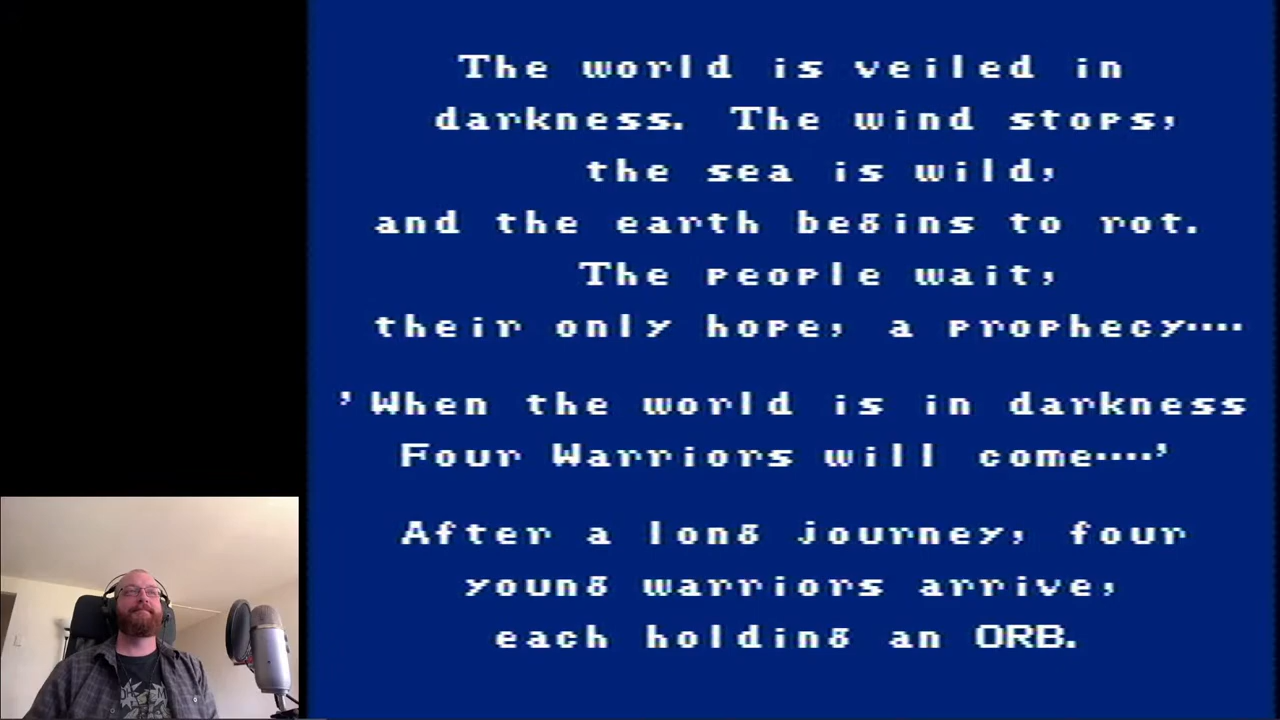 The world is veiled in
darkness. The wind stops,
the sea is wild,
and the earth begins to rot.
The people wait,
their only hope, a prophecy....
'When the world is in darkness
Four Warriors will come....'
After a long journey, four
young warriors arrive,
each holding an ORB.